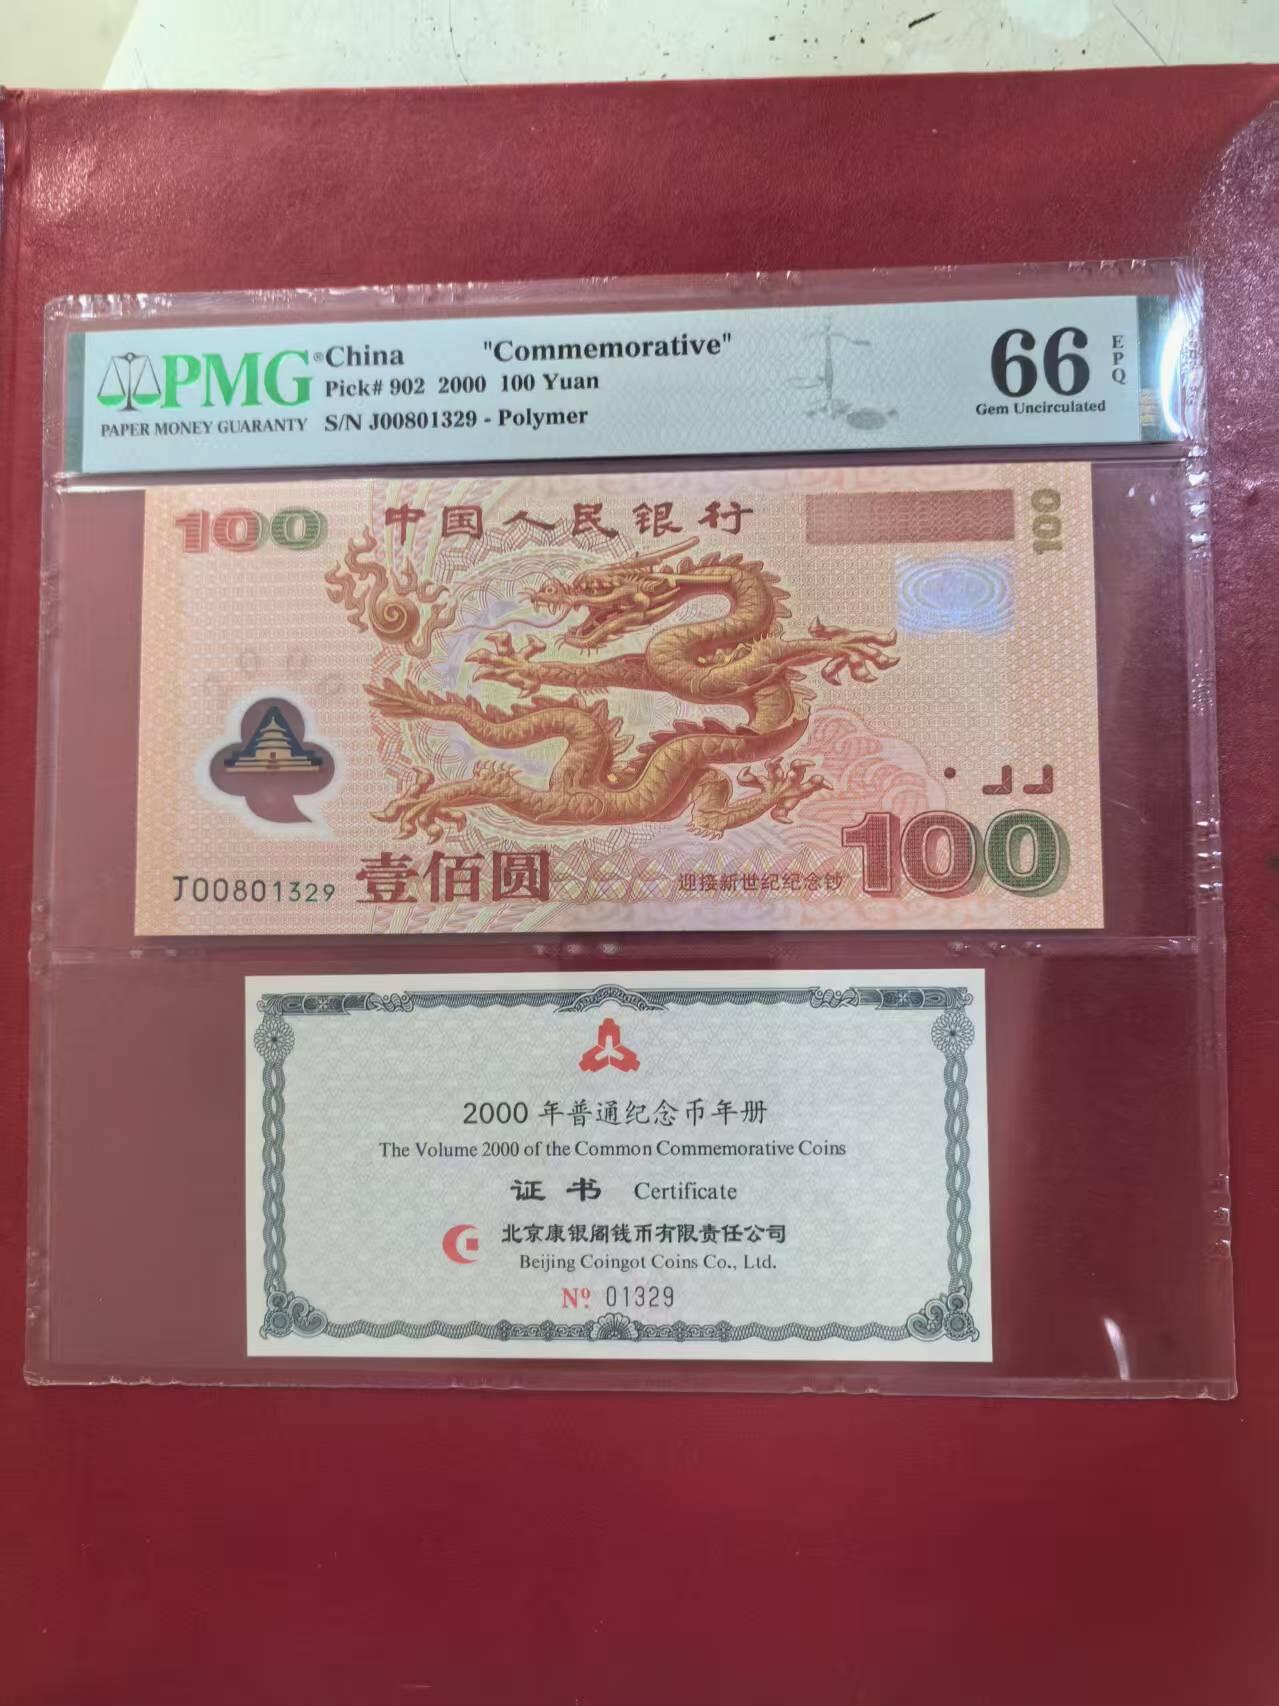 PMG® China "Commemorative"
PAPER MONEY GUARANTY
Pick# 902 2000 100 Yuan
S/N J00801329 - Polymer
66 EPQ
Gem Uncirculated
100 中国人民银行 100
J00801329 壹佰圆 迎接新世纪纪念钞 100
2000 年普通纪念币年册
The Volume 2000 of the Common Commemorative Coins
证书 Certificate
北京康银阁钱币有限责任公司
Beijing Coingot Coins Co., Ltd.
Nº 01329